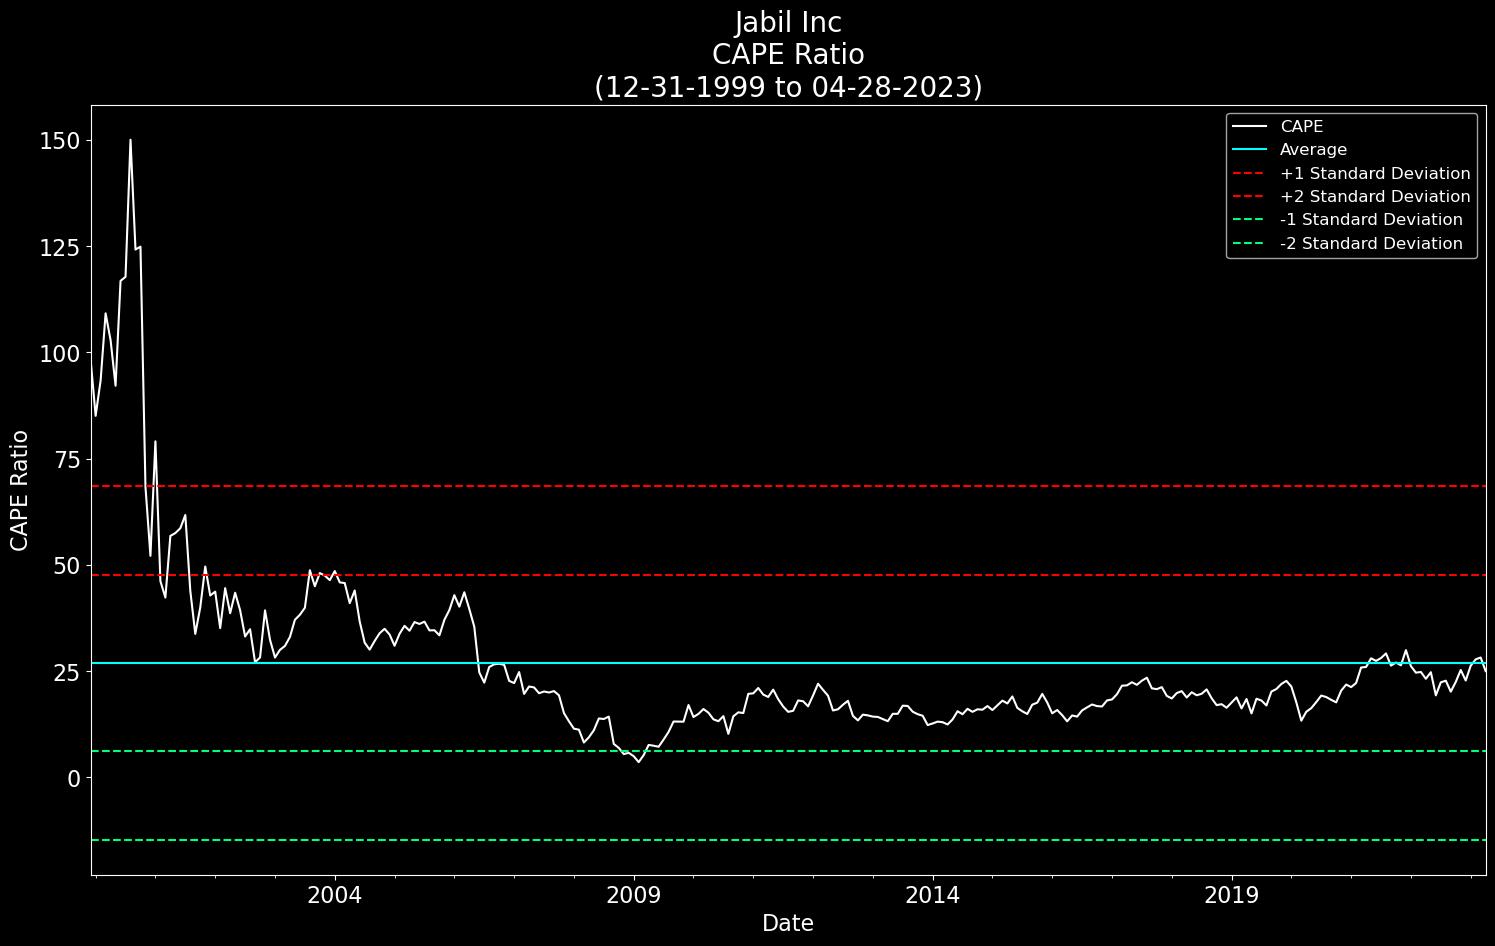 Jabil Inc
CAPE Ratio
(12-31-1999 to 04-28-2023)
CAPE
Average
+1 Standard Deviation
+2 Standard Deviation
-1 Standard Deviation
-2 Standard Deviation
CAPE Ratio
150
125
100
75
50
25
0
2004
2009
2014
2019
Date